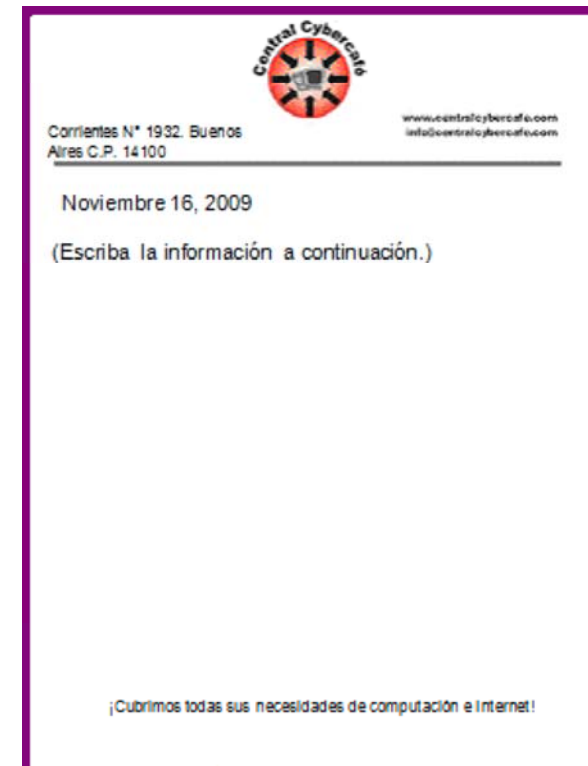 Central Cybercafé
www.centralcybercafe.com
info@centralcybercafe.com
Corrientes N° 1932. Buenos
Aires C.P. 14100
Noviembre 16, 2009
(Escriba la información a continuación.)
¡Cubrimos todas sus necesidades de computación e Internet!